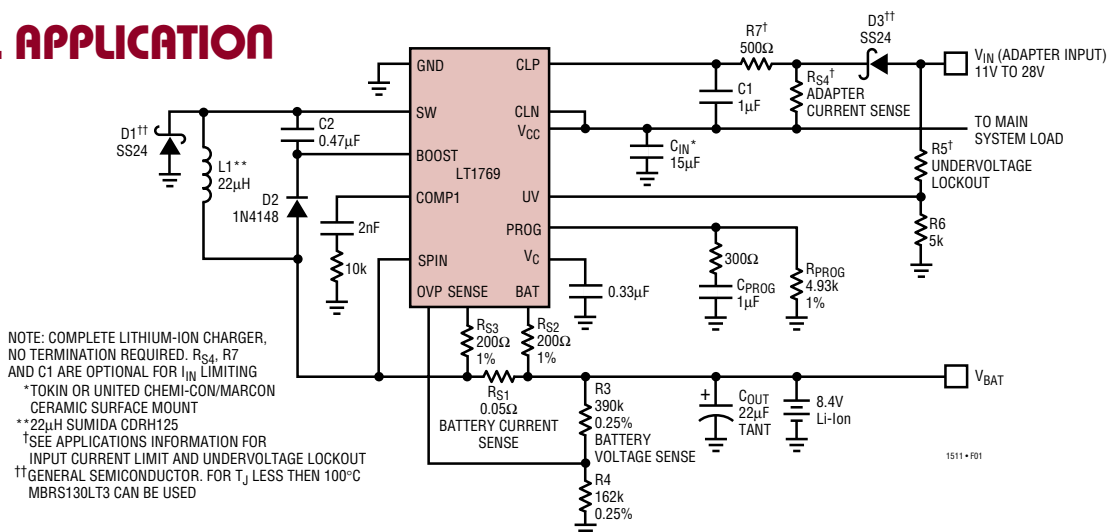 APPLICATION
GND
SW
BOOST
COMP1
SPIN
OVP SENSE
LT1769
CLP
CLN
VCC
UV
PROG
VC
BAT
D1††
SS24
L1**
22µH
C2
0.47µF
D2
1N4148
2nF
10k
R7†
500Ω
C1
1µF
RS4†
ADAPTER
CURRENT SENSE
D3††
SS24
VIN (ADAPTER INPUT)
11V TO 28V
CIN*
15µF
TO MAIN
SYSTEM LOAD
R5†
UNDERVOLTAGE
LOCKOUT
R6
5k
300Ω
CPROG
1µF
RPROG
4.93k
1%
0.33µF
RS3
200Ω
1%
RS2
200Ω
1%
RS1
0.05Ω
BATTERY CURRENT
SENSE
R3
390k
0.25%
BATTERY
VOLTAGE SENSE
R4
162k
0.25%
+
COUT
22µF
TANT
8.4V
Li-Ion
VBAT
NOTE: COMPLETE LITHIUM-ION CHARGER,
NO TERMINATION REQUIRED. RS4, R7
AND C1 ARE OPTIONAL FOR IIN LIMITING
*TOKIN OR UNITED CHEMI-CON/MARCON
CERAMIC SURFACE MOUNT
**22µH SUMIDA CDRH125
†SEE APPLICATIONS INFORMATION FOR
INPUT CURRENT LIMIT AND UNDERVOLTAGE LOCKOUT
††GENERAL SEMICONDUCTOR. FOR TJ LESS THEN 100°C
MBRS130LT3 CAN BE USED
1511 • F01